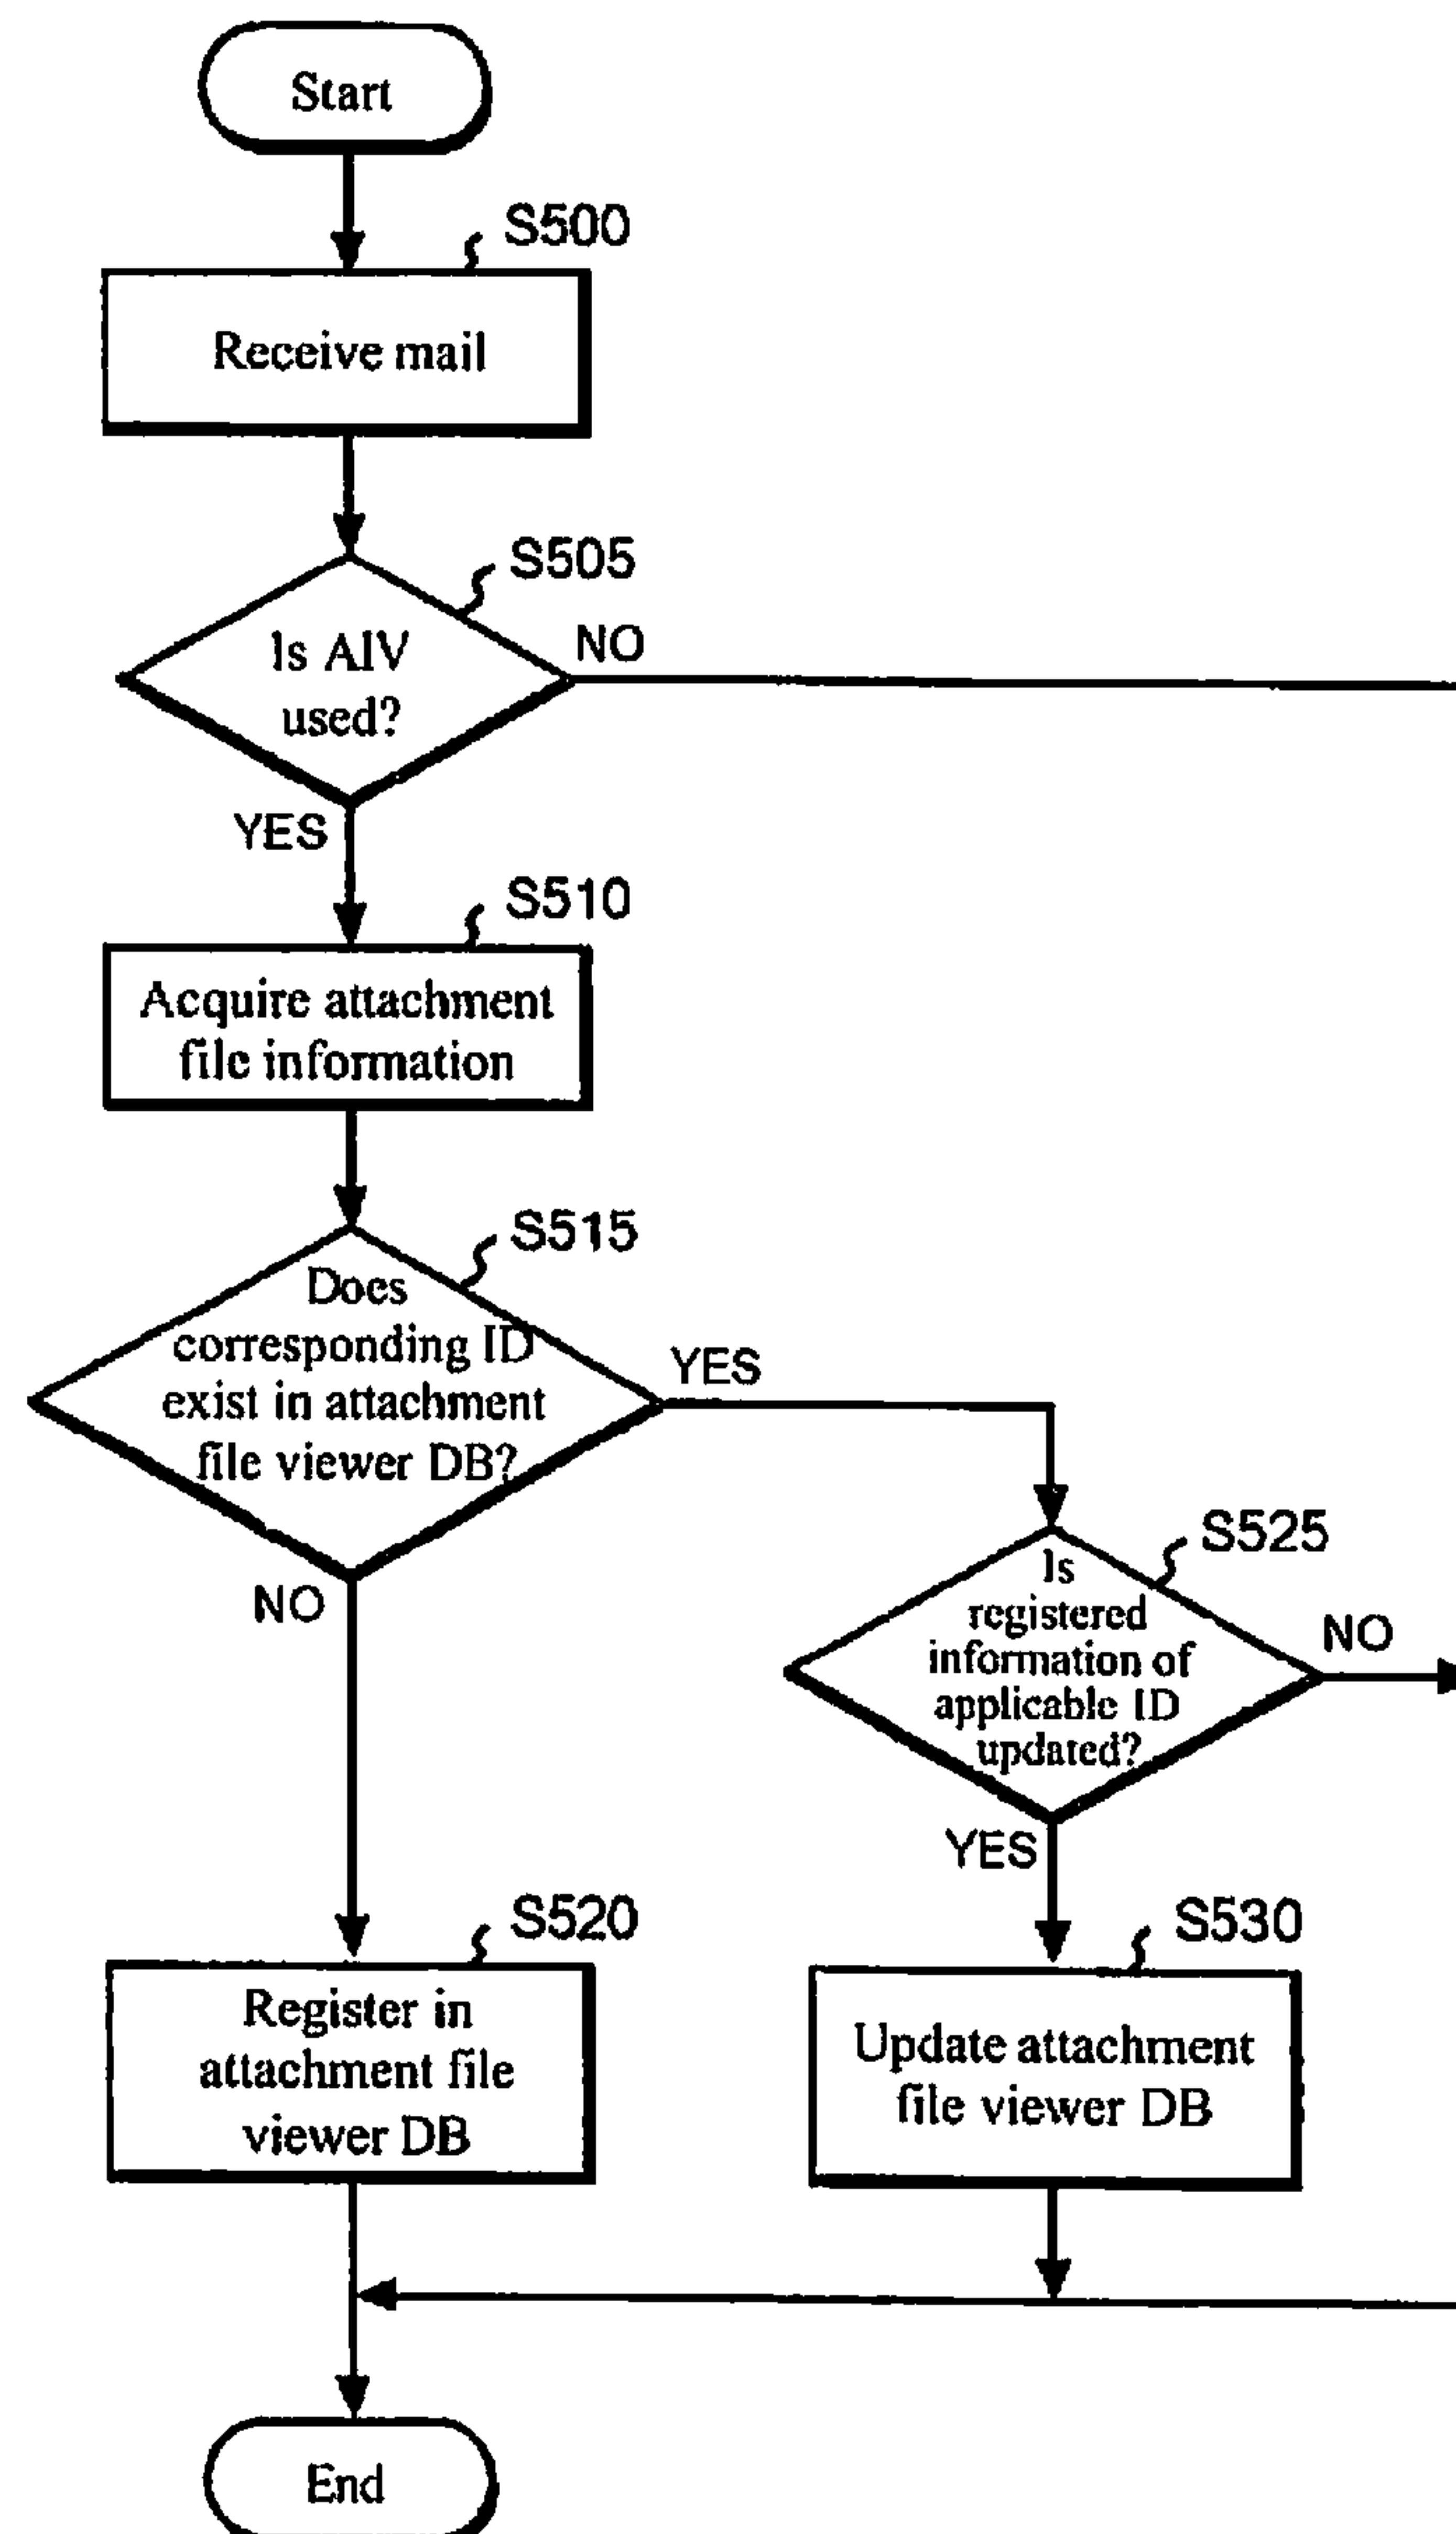 Start
S500
Receive mail
S505
Is AIV
used?
NO
YES
S510
Acquire attachment
file information
S515
Does
corresponding ID
exist in attachment
file viewer DB?
YES
NO
S525
Is
registered
information of
applicable ID
updated?
NO
YES
S520
Register in
attachment file
viewer DB
S530
Update attachment
file viewer DB
End